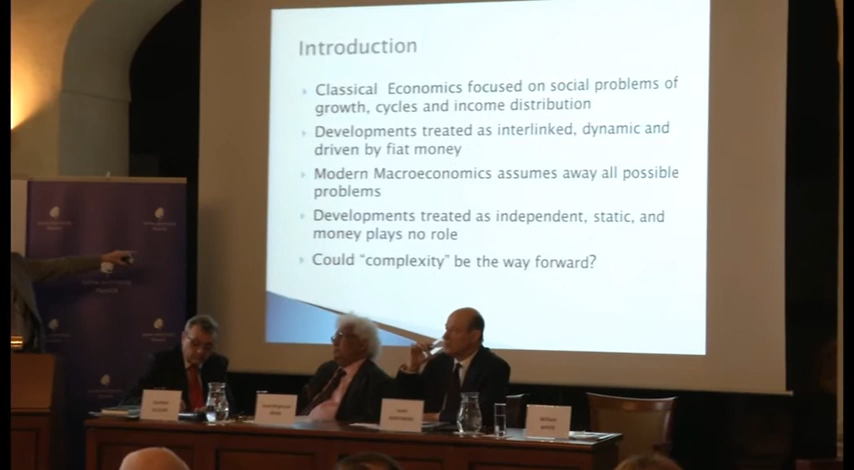 Introduction
Classical Economics focused on social problems of
growth, cycles and income distribution
Developments treated as interlinked, dynamic and
driven by fiat money
Modern Macroeconomics assumes away all possible
problems
Developments treated as independent, static, and
money plays no role
Could “complexity” be the way forward?
William
WHITE